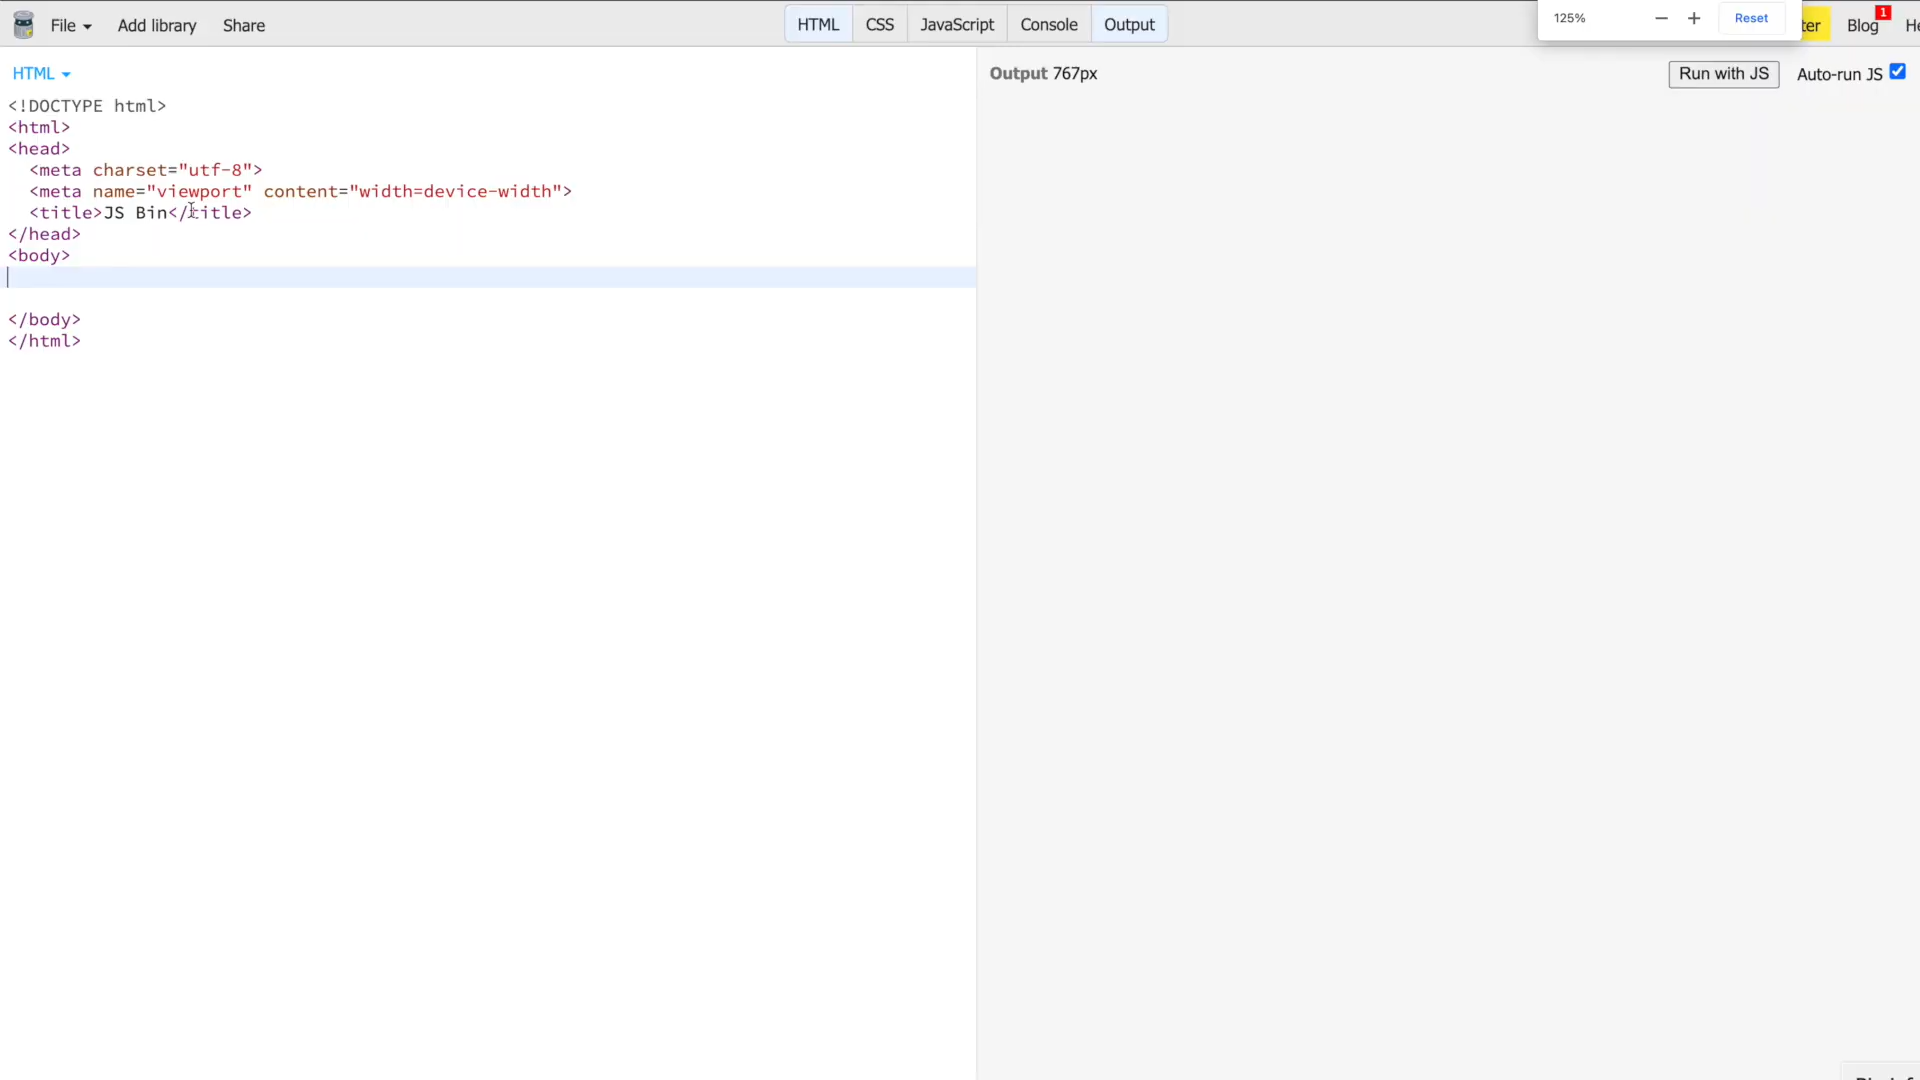 File Add library Share HTML CSS JavaScript Console Output 125% Reset Blog 1
HTML
Output 767px Run with JS Auto-run JS
<!DOCTYPE html>
<html>
<head>
  <meta charset="utf-8">
  <meta name="viewport" content="width=device-width">
  <title>JS Bin</title>
</head>
<body>
</body>
</html>